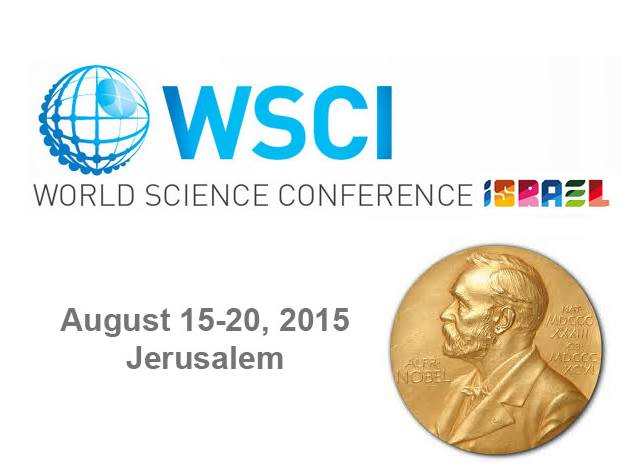 WSCI
WORLD SCIENCE CONFERENCE ISRAEL
August 15-20, 2015
Jerusalem
ALFR.
NOBEL
NAT.
MDCCC
XXXIII
OB.
MDCCC
XCVI